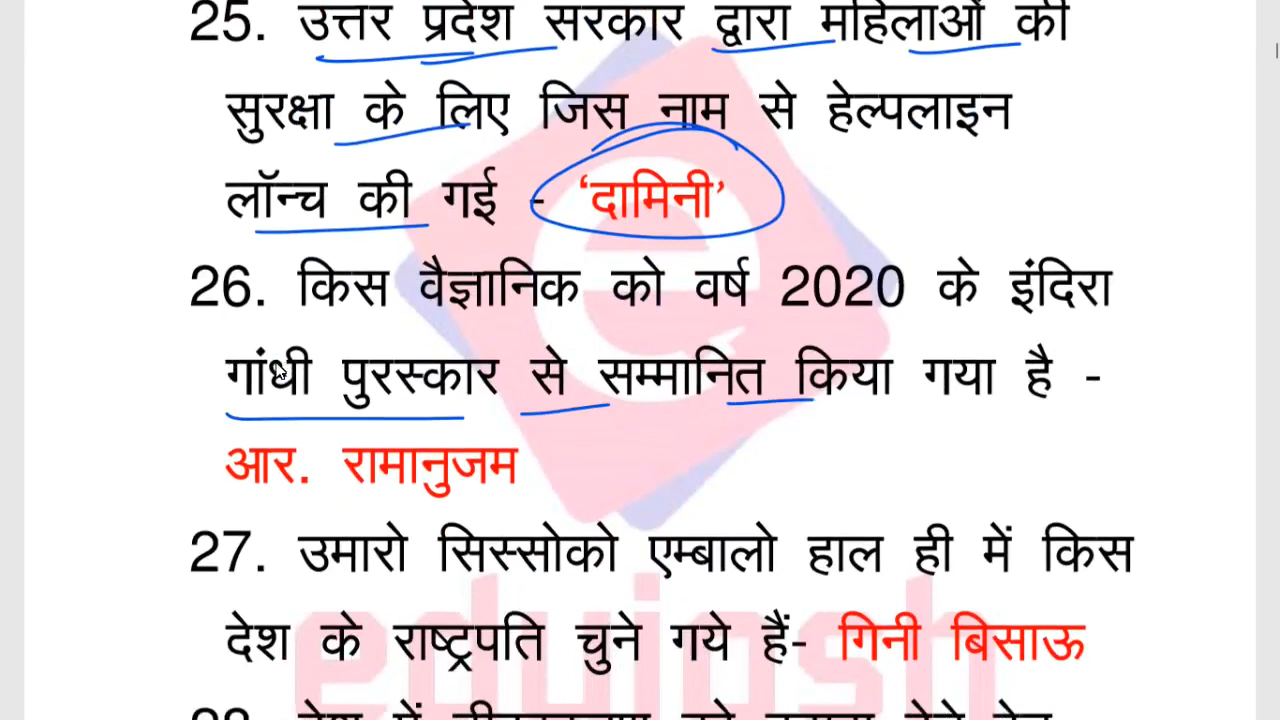 25. उत्तर प्रदेश सरकार द्वारा महिलाओं की
सुरक्षा के लिए जिस नाम से हेल्पलाइन
लॉन्च की गई - ‘दामिनी’
26. किस वैज्ञानिक को वर्ष 2020 के इंदिरा
गांधी पुरस्कार से सम्मानित किया गया है -
आर. रामानुजम
27. उमारो सिस्सोको एम्बालो हाल ही में किस
देश के राष्ट्रपति चुने गये हैं- गिनी बिसाऊ